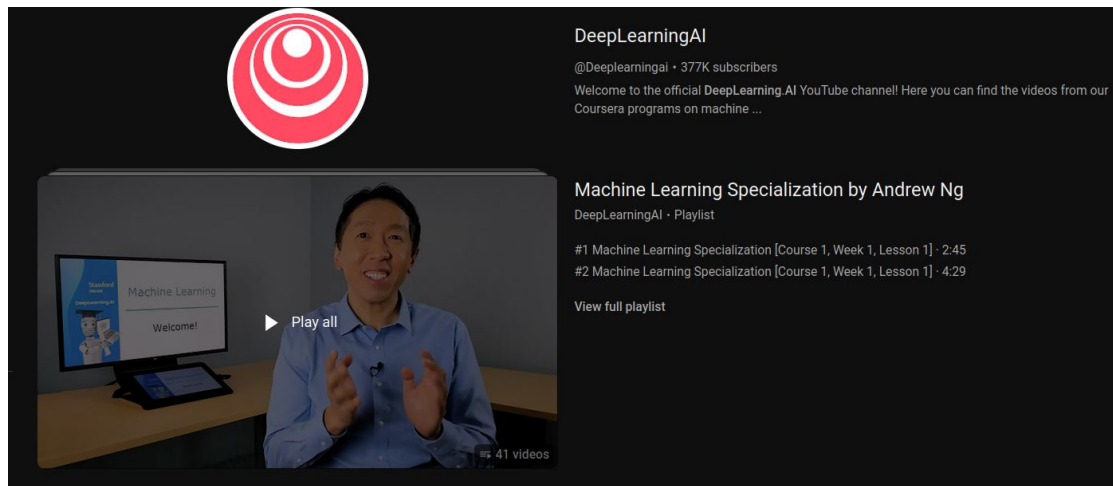 DeepLearningAI
@Deeplearningai • 377K subscribers
Welcome to the official DeepLearning.AI YouTube channel! Here you can find the videos from our
Coursera programs on machine ...
Stanford
ONLINE
DeepLearning.AI
Machine Learning
Welcome!
Play all
41 videos
Machine Learning Specialization by Andrew Ng
DeepLearningAI • Playlist
#1 Machine Learning Specialization [Course 1, Week 1, Lesson 1] · 2:45
#2 Machine Learning Specialization [Course 1, Week 1, Lesson 1] · 4:29
View full playlist